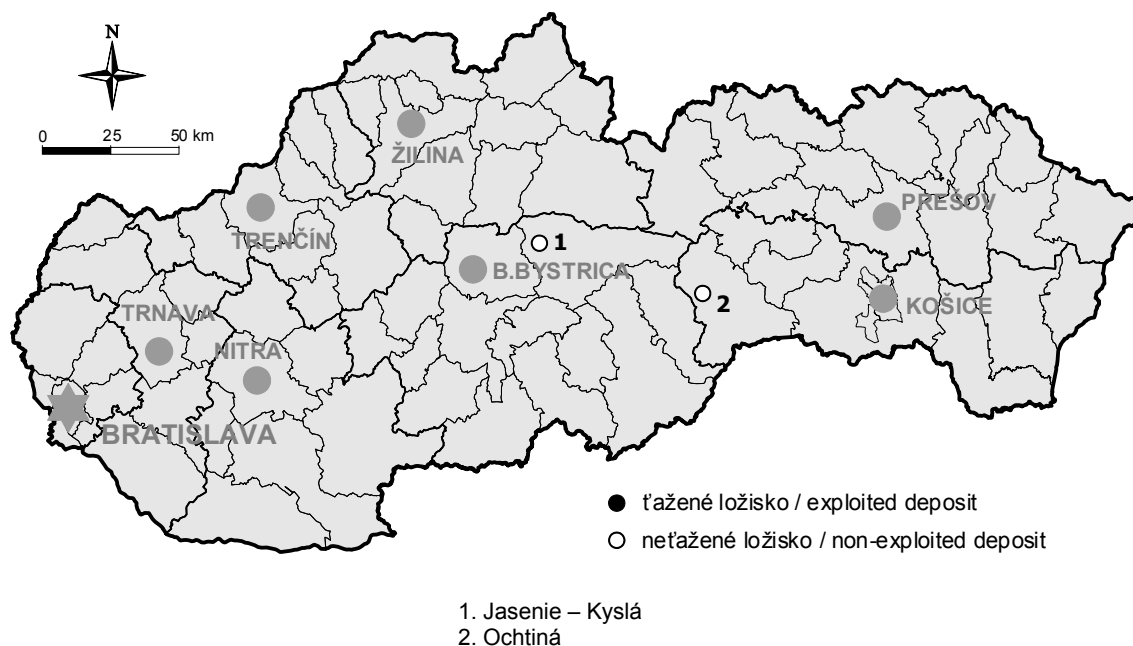 N
0 25 50 km
ŽILINA
PREŠOV
TRENČÍN
1
B.BYSTRICA
2
KOŠICE
TRNAVA
NITRA
BRATISLAVA
ťažené ložisko / exploited deposit
neťažené ložisko / non-exploited deposit
1. Jasenie – Kyslá
2. Ochtiná